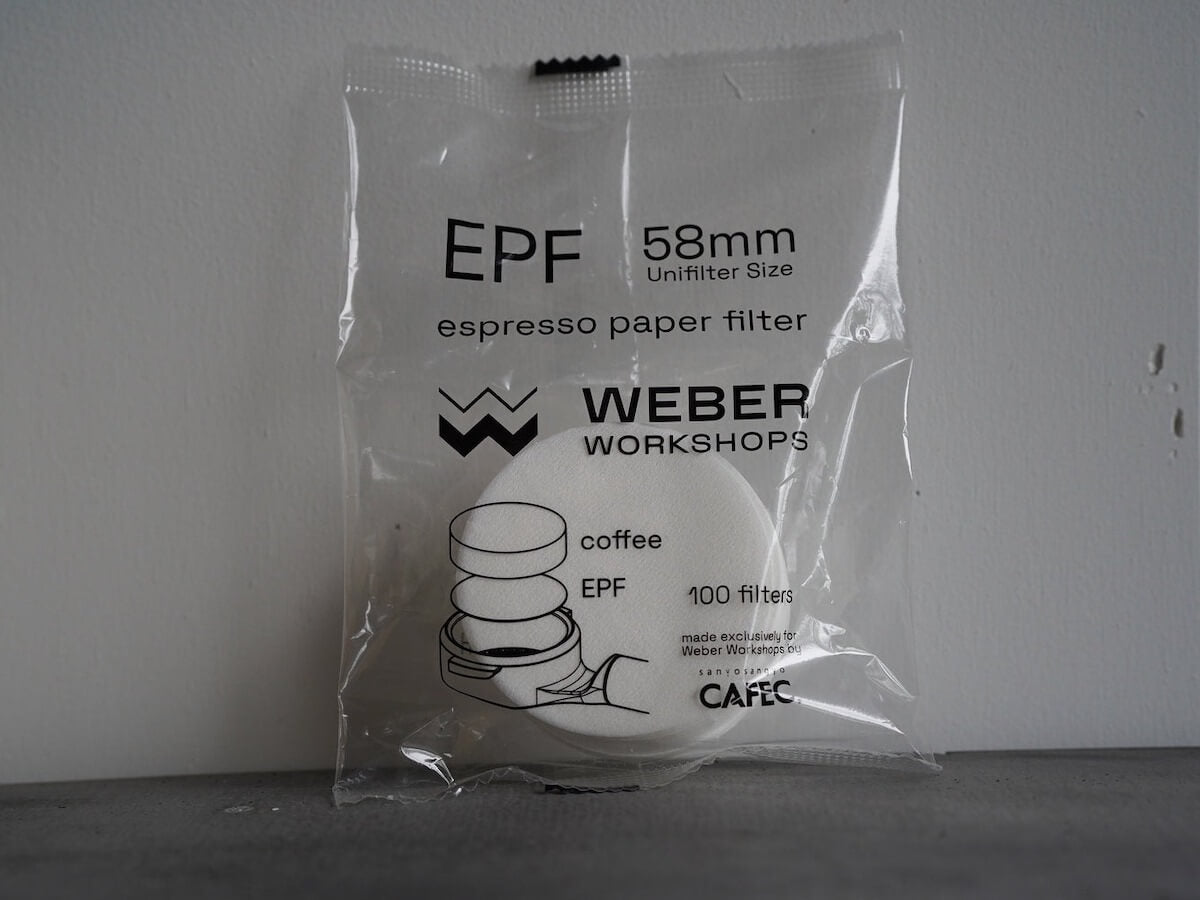 EPF
58mm
Unifilter Size
espresso paper filter
WEBER
WORKSHOPS
coffee
EPF
100 filters
made exclusively for
Weber Workshops by
sanyosangyo
CAFEC.